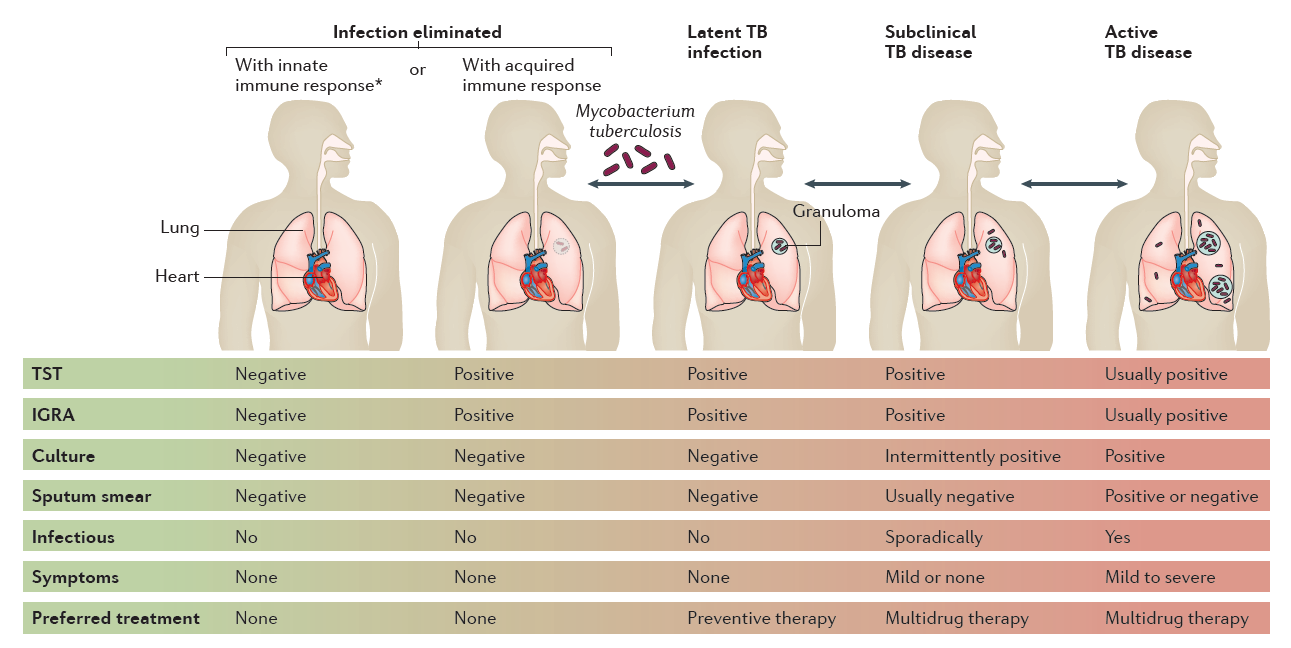 Infection eliminated
With innate
immune response*
or
With acquired
immune response
Latent TB
infection
Subclinical
TB disease
Active
TB disease
Mycobacterium
tuberculosis
Granuloma
Lung
Heart
TST Negative Positive Positive Positive Usually positive
IGRA Negative Positive Positive Positive Usually positive
Culture Negative Negative Negative Intermittently positive Positive
Sputum smear Negative Negative Negative Usually negative Positive or negative
Infectious No No No Sporadically Yes
Symptoms None None None Mild or none Mild to severe
Preferred treatment None None Preventive therapy Multidrug therapy Multidrug therapy